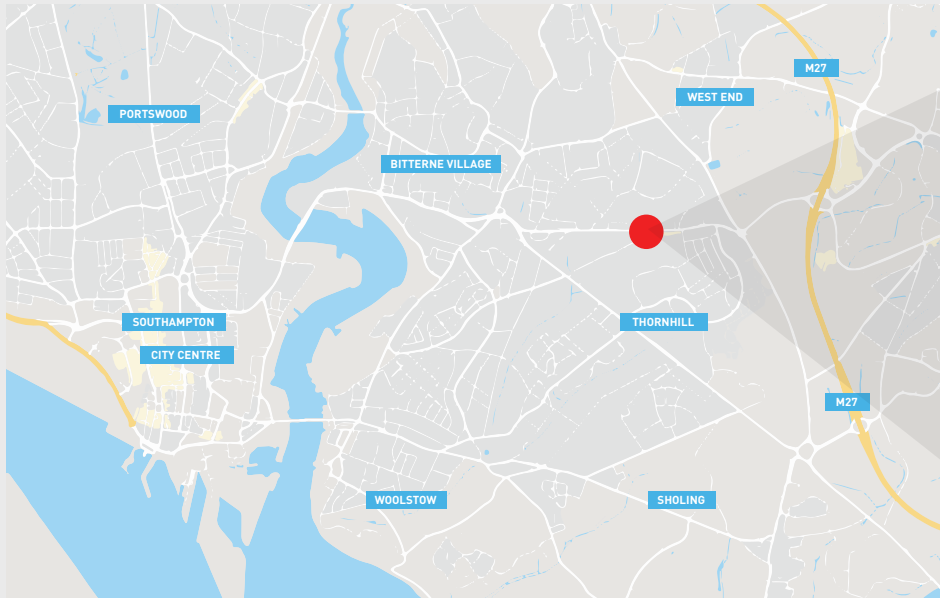 M27
WEST END
PORTSWOOD
BITTERNE VILLAGE
SOUTHAMPTON
CITY CENTRE
THORNHILL
M27
WOOLSTOW
SHOLING